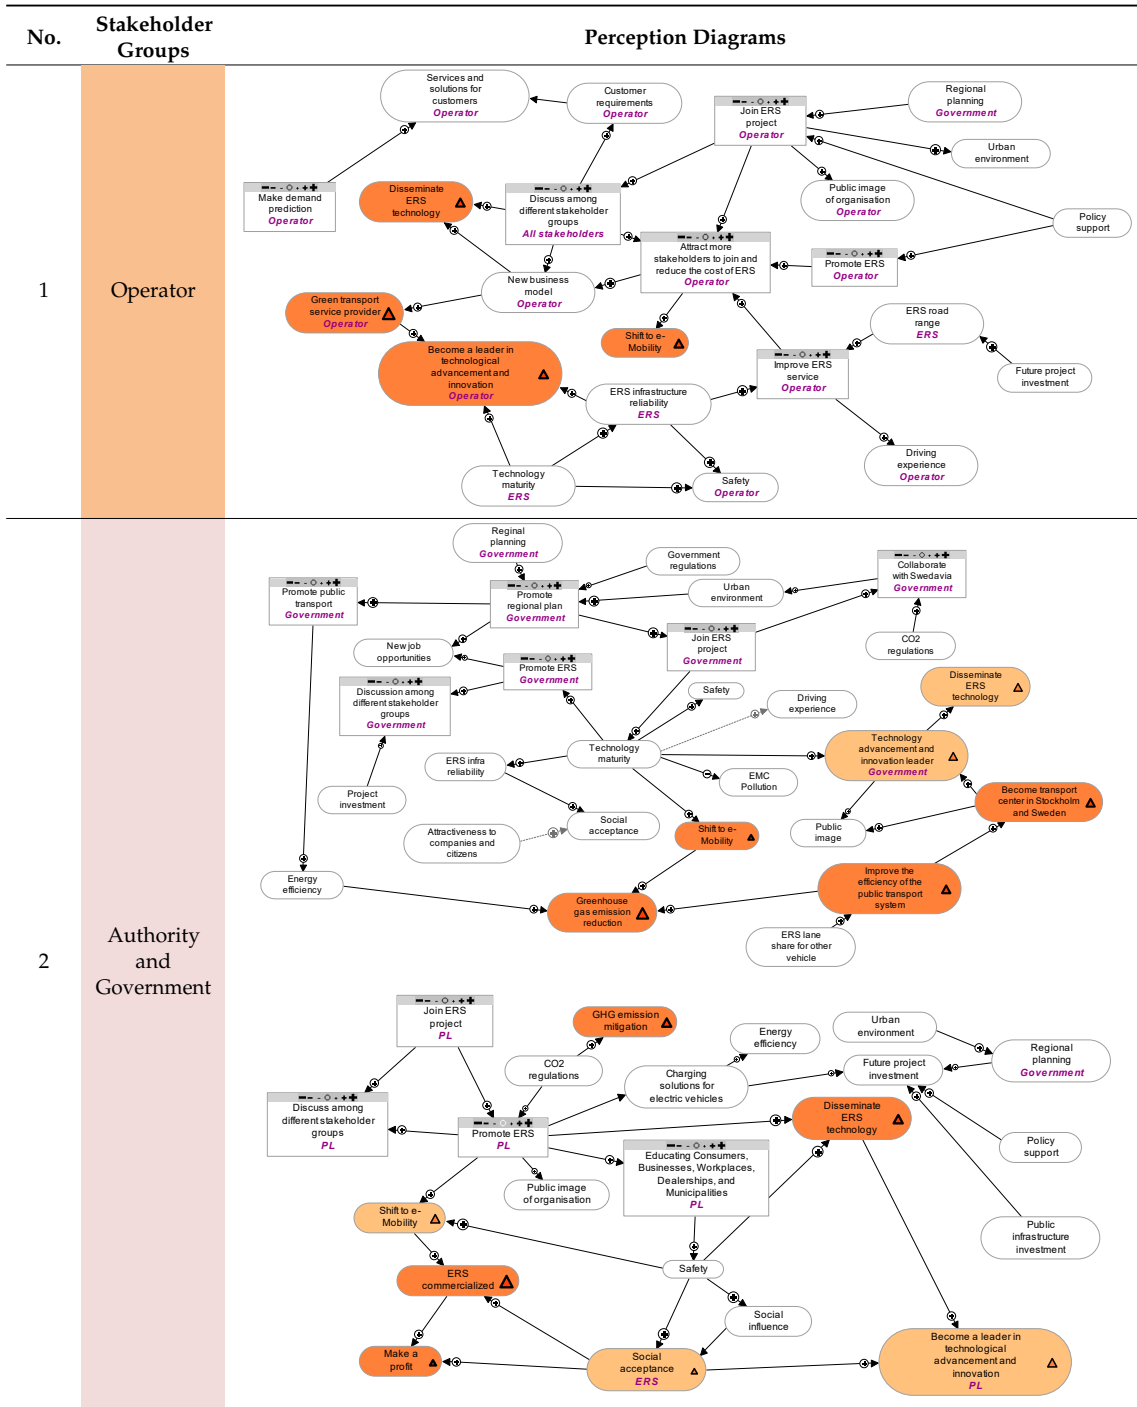 No.
Stakeholder
Groups
Perception Diagrams
1
Operator
Services and
solutions for
customers
Operator
Customer
requirements
Operator
Join ERS
project
Operator
Regional
planning
Government
Urban
environment
Make demand
prediction
Operator
Disseminate
ERS
technology
Discuss among
different stakeholder
groups
All stakeholders
Public image
of organisation
Operator
Policy
support
Attract more
stakeholders to join and
reduce the cost of ERS
Operator
Promote ERS
Operator
New business
model
Operator
Green transport
service provider
Operator
ERS road
range
ERS
Shift to e-
Mobility
Become a leader in
technological
advancement and
innovation
Operator
Improve ERS
service
Operator
Future project
investment
ERS infrastructure
reliability
ERS
Driving
experience
Operator
Technology
maturity
ERS
Safety
Operator
2
Authority
and
Government
Reginal
planning
Government
Government
regulations
Collaborate
with Swedavia
Government
Promote public
transport
Government
Promote
regional plan
Government
Urban
environment
New job
opportunities
Join ERS
project
Government
CO2
regulations
Promote ERS
Government
Discussion among
different stakeholder
groups
Government
Safety
Driving
experience
Disseminate
ERS
technology
Technology
maturity
Technology
advancement and
innovation leader
Government
ERS infra
reliability
EMC
Pollution
Project
investment
Become transport
center in Stockholm
and Sweden
Social
acceptance
Attractiveness to
companies and
citizens
Shift to e-
Mobility
Public
image
Energy
efficiency
Improve the
efficiency of the
public transport
system
Greenhouse
gas emission
reduction
ERS lane
share for other
vehicle
Join ERS
project
PL
GHG emission
mitigation
Energy
efficiency
Urban
environment
Regional
planning
Government
CO2
regulations
Charging
solutions for
electric vehicles
Future project
investment
Discuss among
different stakeholder
groups
PL
Promote ERS
PL
Disseminate
ERS
technology
Educating Consumers,
Businesses, Workplaces,
Dealerships, and
Municipalities
PL
Policy
support
Public image
of organisation
Shift to e-
Mobility
Public
infrastructure
investment
ERS
commercialized
Safety
Social
influence
Make a
profit
Social
acceptance
ERS
Become a leader in
technological
advancement and
innovation
PL